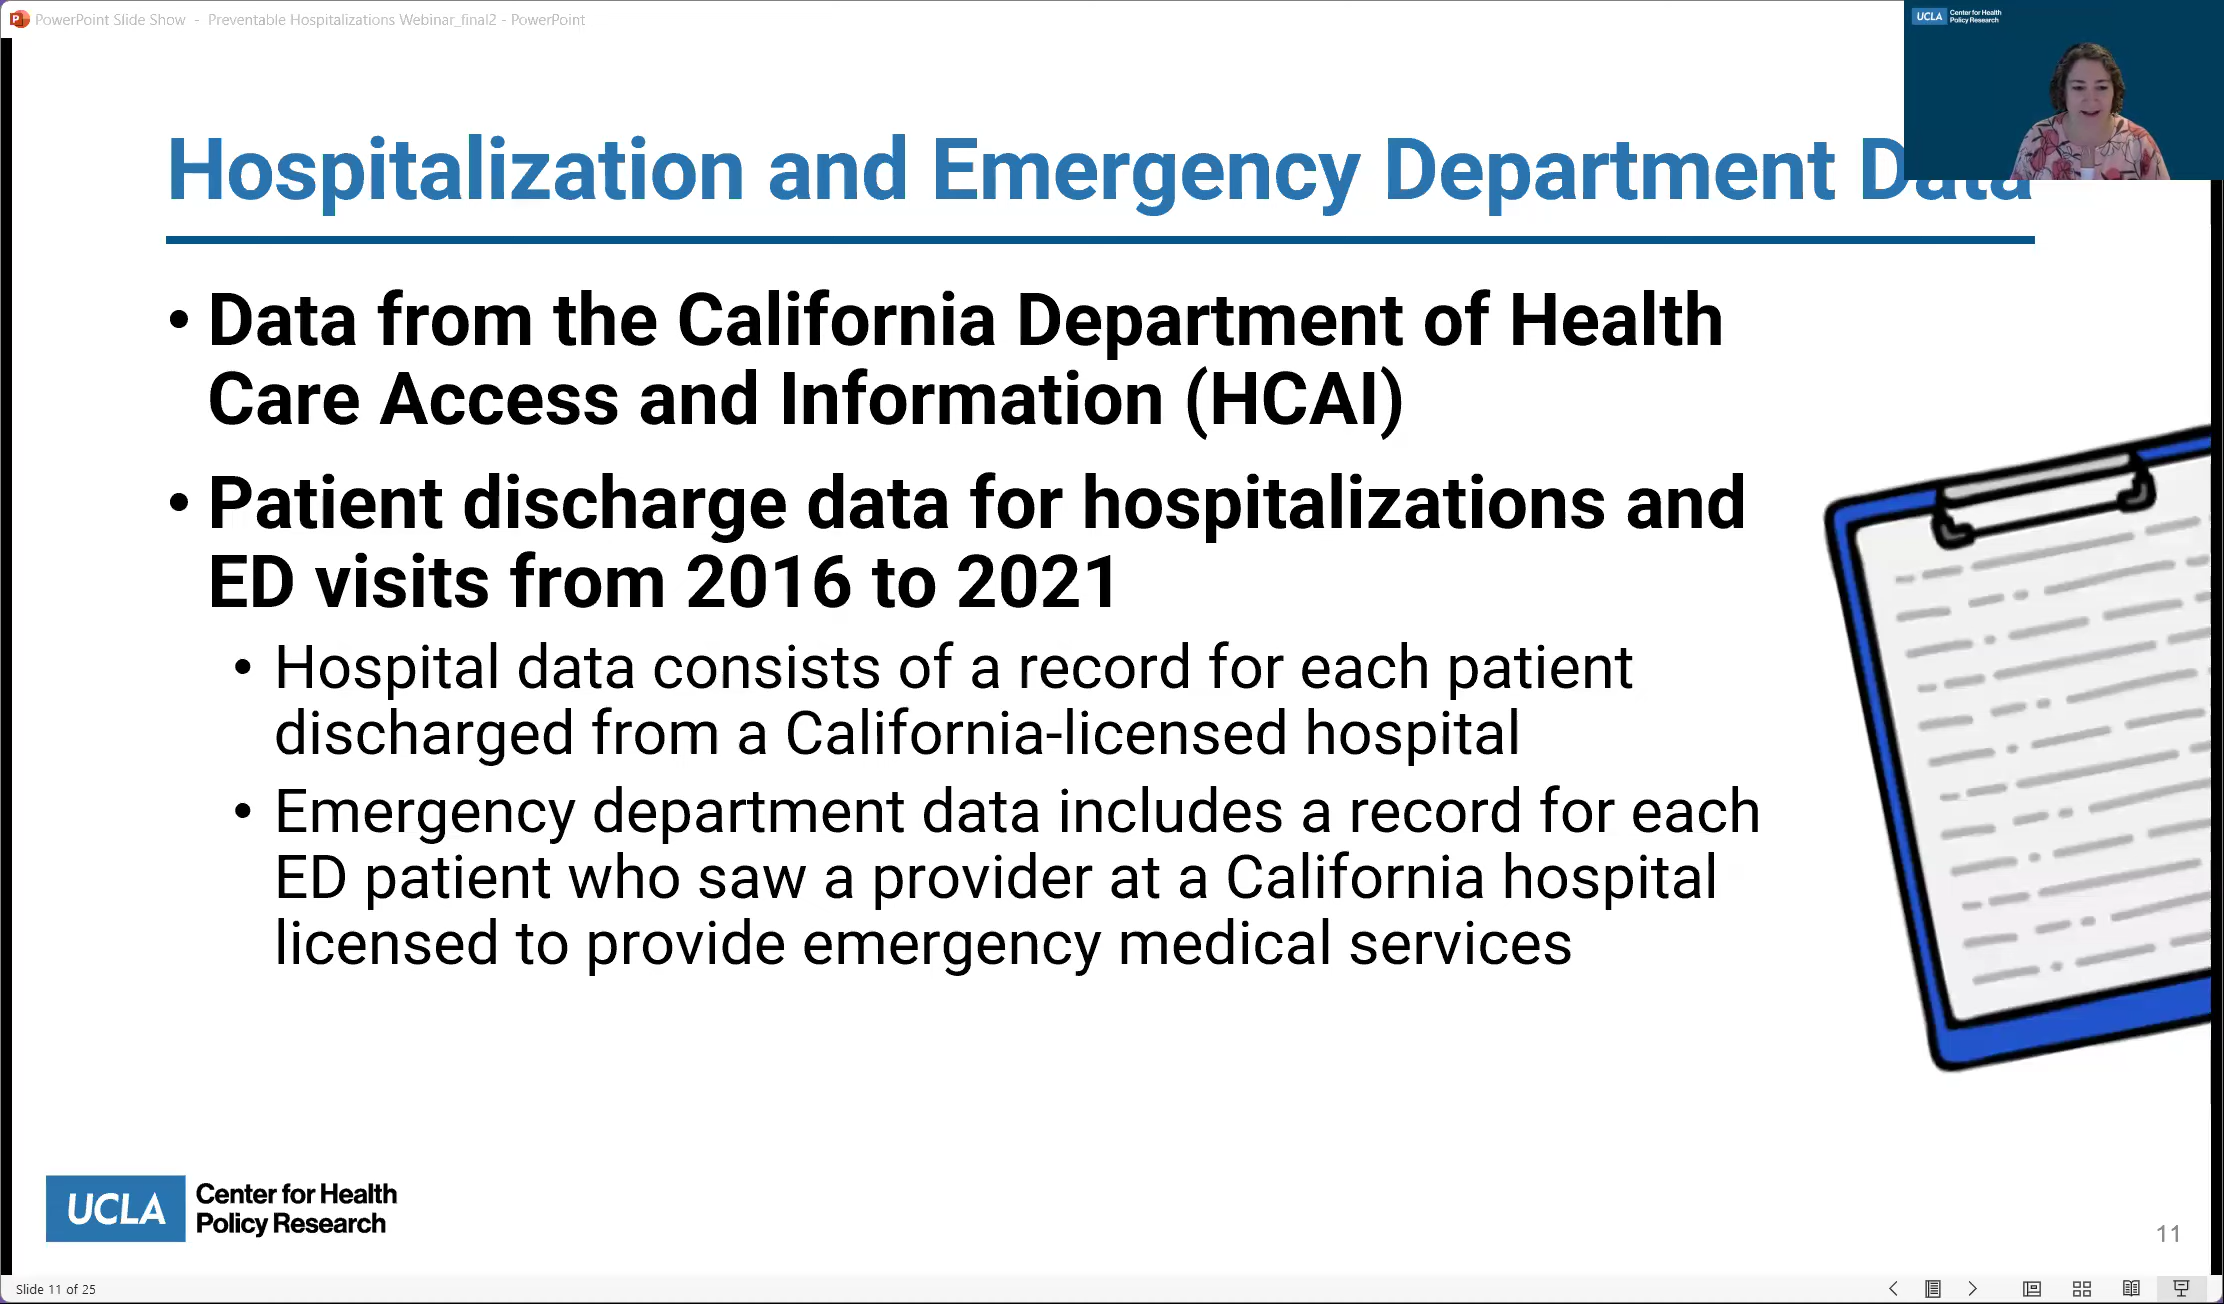 PowerPoint Slide Show - Preventable Hospitalizations Webinar_final2 - PowerPoint
UCLA Center for Health
Policy Research
Hospitalization and Emergency Department Data
• Data from the California Department of Health
Care Access and Information (HCAI)
• Patient discharge data for hospitalizations and
ED visits from 2016 to 2021
• Hospital data consists of a record for each patient
discharged from a California-licensed hospital
• Emergency department data includes a record for each
ED patient who saw a provider at a California hospital
licensed to provide emergency medical services
UCLA Center for Health
Policy Research
11
Slide 11 of 25